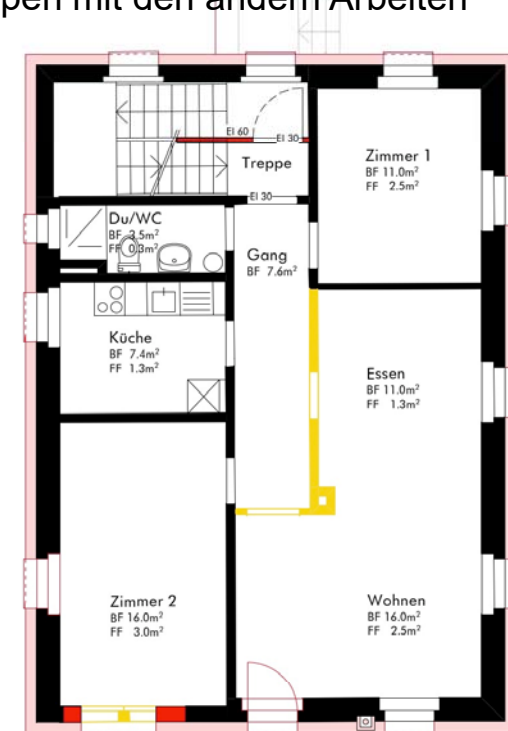 pen mit den andern Arbeiten
EI 60
EI 30
Treppe
EI 30
Zimmer 1
BF 11.0m²
FF 2.5m²
Du/WC
BF 3.5m²
FF 0.3m²
Gang
BF 7.6m²
Küche
BF 7.4m²
FF 1.3m²
Essen
BF 11.0m²
FF 1.3m²
Zimmer 2
BF 16.0m²
FF 3.0m²
Wohnen
BF 16.0m²
FF 2.5m²